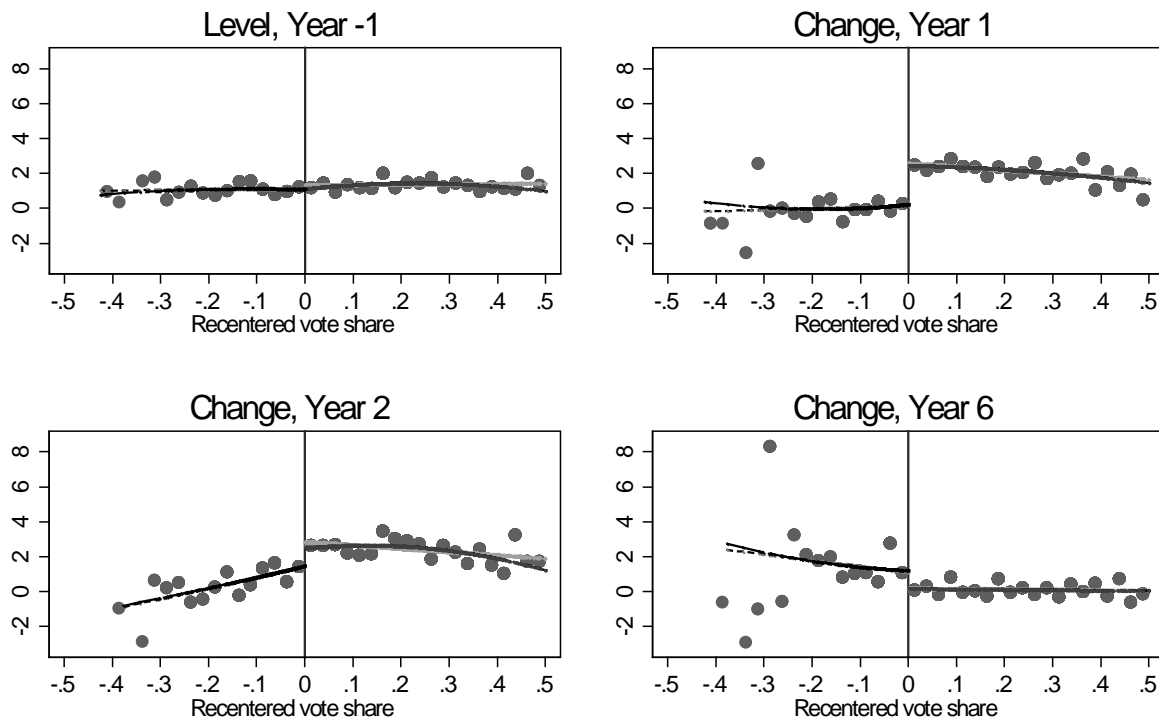 Level, Year -1
8
6
4
2
0
-2
-.5 -.4 -.3 -.2 -.1 0 .1 .2 .3 .4 .5
Recentered vote share
Change, Year 1
8
6
4
2
0
-2
-.5 -.4 -.3 -.2 -.1 0 .1 .2 .3 .4 .5
Recentered vote share
Change, Year 2
8
6
4
2
0
-2
-.5 -.4 -.3 -.2 -.1 0 .1 .2 .3 .4 .5
Recentered vote share
Change, Year 6
8
6
4
2
0
-2
-.5 -.4 -.3 -.2 -.1 0 .1 .2 .3 .4 .5
Recentered vote share